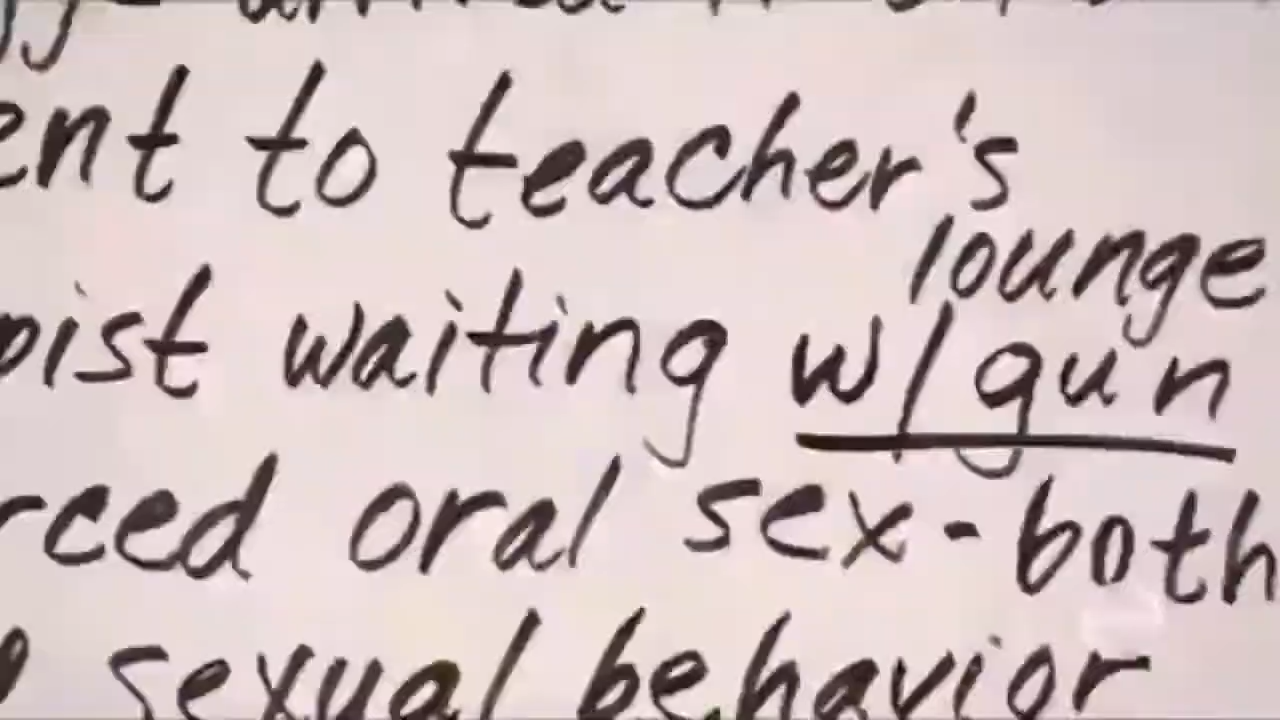 ent to teacher's
lounge
pist waiting w/gun
rced oral sex - both
sexual behavior